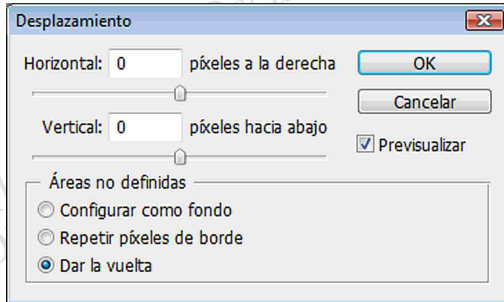 Desplazamiento
Horizontal: 0 píxeles a la derecha
OK
Cancelar
Vertical: 0 píxeles hacia abajo
Previsualizar
Áreas no definidas
Configurar como fondo
Repetir píxeles de borde
Dar la vuelta